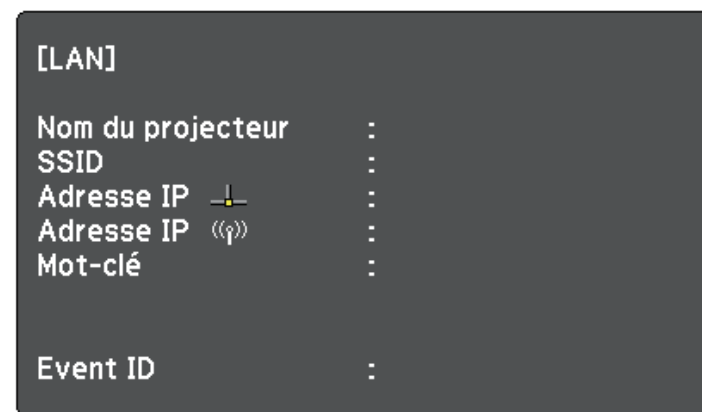 [LAN]
Nom du projecteur :
SSID :
Adresse IP :
Adresse IP :
Mot-clé :
Event ID :